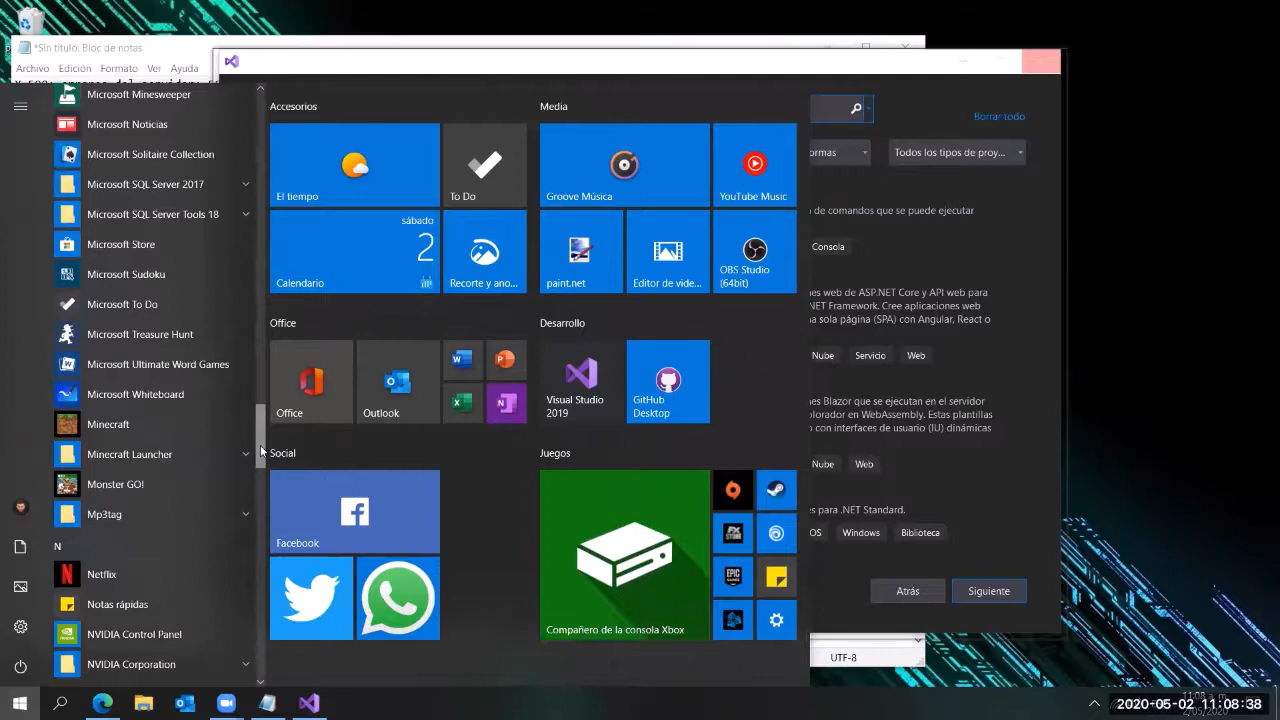 *Sin título: Bloc de notas
Archivo Edición Formato Ver Ayuda
Microsoft Minesweeper
Microsoft Noticias
Microsoft Solitaire Collection
Microsoft SQL Server 2017
Microsoft SQL Server Tools 18
Microsoft Store
Microsoft Sudoku
Microsoft To Do
Microsoft Treasure Hunt
Microsoft Ultimate Word Games
Microsoft Whiteboard
Minecraft
Minecraft Launcher
Monster GO!
Mp3tag
N
Netflix
Notas rápidas
NVIDIA Control Panel
NVIDIA Corporation
Accesorios
El tiempo
To Do
sábado
2
Calendario
Recorte y ano...
Office
Office
Outlook
Social
Facebook
Media
Groove Música
YouTube Music
paint.net
Editor de vide...
OBS Studio
(64bit)
Desarrollo
Visual Studio
2019
GitHub
Desktop
Juegos
EPIC
GAMES
Compañero de la consola Xbox
Borrar todo
ormas
Todos los tipos de proy...
de comandos que se puede ejecutar
Consola
nes web de ASP.NET Core y API web para
NET Framework. Cree aplicaciones web
na sola página (SPA) con Angular, React o
Nube Servicio Web
nes Blazor que se ejecutan en el servidor
plorador en WebAssembly. Estas plantillas
o con interfaces de usuario (IU) dinámicas
Nube Web
s para .NET Standard.
OS Windows Biblioteca
Atrás Siguiente
UTF-8
2020-05-02 11:08:38